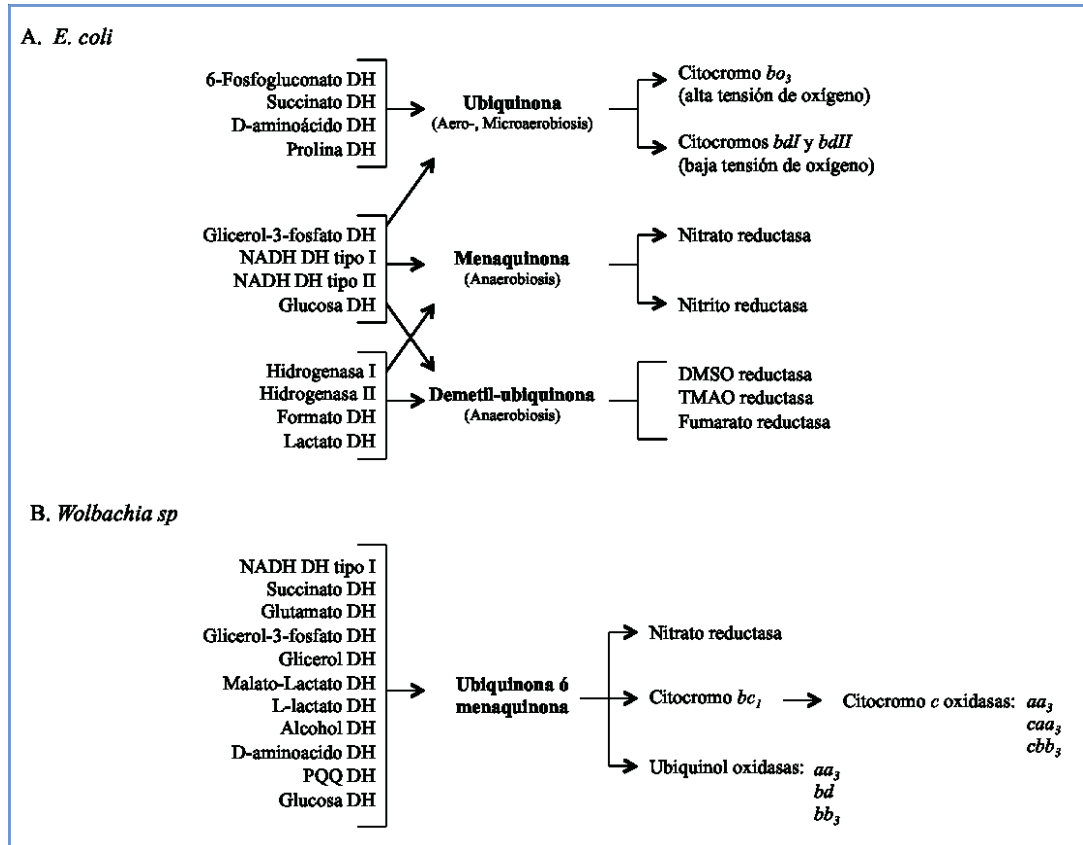 A. E. coli
6-Fosfogluconato DH
Succinato DH
D-aminoácido DH
Prolina DH
Ubiquinona
(Aero-, Microaerobiosis)
Citocromo bo3
(alta tensión de oxígeno)
Citocromos bdI y bdII
(baja tensión de oxígeno)
Glicerol-3-fosfato DH
NADH DH tipo I
NADH DH tipo II
Glucosa DH
Menaquinona
(Anaerobiosis)
Nitrato reductasa
Nitrito reductasa
Hidrogenasa I
Hidrogenasa II
Formato DH
Lactato DH
Demetil-ubiquinona
(Anaerobiosis)
DMSO reductasa
TMAO reductasa
Fumarato reductasa
B. Wolbachia sp
NADH DH tipo I
Succinato DH
Glutamato DH
Glicerol-3-fosfato DH
Glicerol DH
Malato-Lactato DH
L-lactato DH
Alcohol DH
D-aminoacido DH
PQQ DH
Glucosa DH
Ubiquinona ó
menaquinona
Nitrato reductasa
Citocromo bc1
Citocromo c oxidasas: aa3
caa3
cbb3
Ubiquinol oxidasas: aa3
bd
bb3